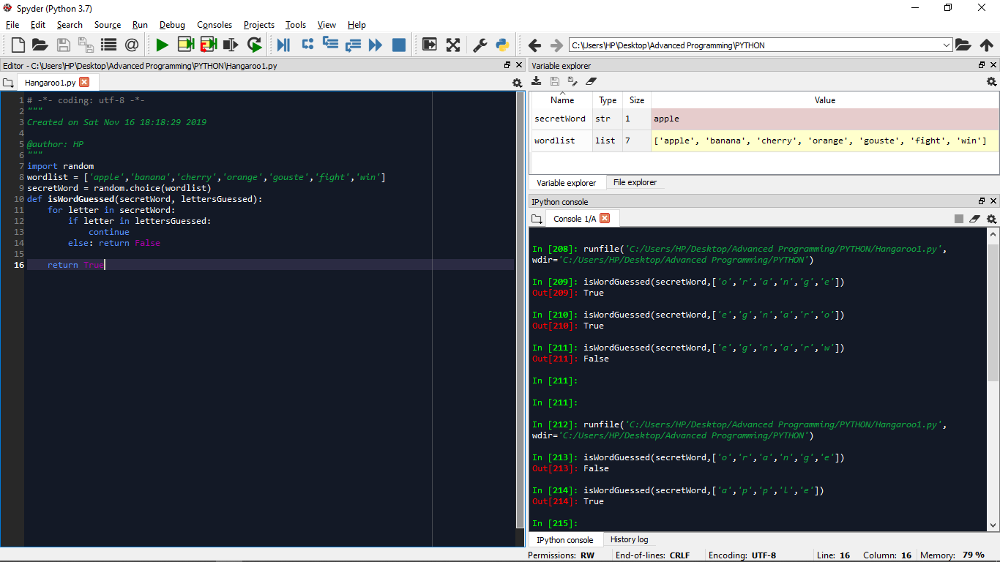 Spyder (Python 3.7)
File Edit Search Source Run Debug Consoles Projects Tools View Help
C:\Users\HP\Desktop\Advanced Programming\PYTHON
Editor - C:\Users\HP\Desktop\Advanced Programming\PYTHON\Hangaroo1.py
Hangaroo1.py
1 # -*- coding: utf-8 -*-
2 """
3 Created on Sat Nov 16 18:18:29 2019
4
5 @author: HP
6 """
7 import random
8 wordlist = ['apple','banana','cherry','orange','gouste','fight','win']
9 secretWord = random.choice(wordlist)
10 def isWordGuessed(secretWord, lettersGuessed):
11     for letter in secretWord:
12         if letter in lettersGuessed:
13             continue
14         else: return False
15
16     return True
Variable explorer
Name Type Size Value
secretWord str 1 apple
wordlist list 7 ['apple', 'banana', 'cherry', 'orange', 'gouste', 'fight', 'win']
Variable explorer File explorer
IPython console
Console 1/A
In [208]: runfile('C:/Users/HP/Desktop/Advanced Programming/PYTHON/Hangaroo1.py',
wdir='C:/Users/HP/Desktop/Advanced Programming/PYTHON')
In [209]: isWordGuessed(secretWord,['o','r','a','n','g','e'])
Out[209]: True
In [210]: isWordGuessed(secretWord,['e','g','n','a','r','o'])
Out[210]: True
In [211]: isWordGuessed(secretWord,['e','g','n','a','r','w'])
Out[211]: False
In [211]:
In [211]:
In [212]: runfile('C:/Users/HP/Desktop/Advanced Programming/PYTHON/Hangaroo1.py',
wdir='C:/Users/HP/Desktop/Advanced Programming/PYTHON')
In [213]: isWordGuessed(secretWord,['o','r','a','n','g','e'])
Out[213]: False
In [214]: isWordGuessed(secretWord,['a','p','p','l','e'])
Out[214]: True
In [215]:
IPython console History log
Permissions: RW End-of-lines: CRLF Encoding: UTF-8 Line: 16 Column: 16 Memory: 79 %